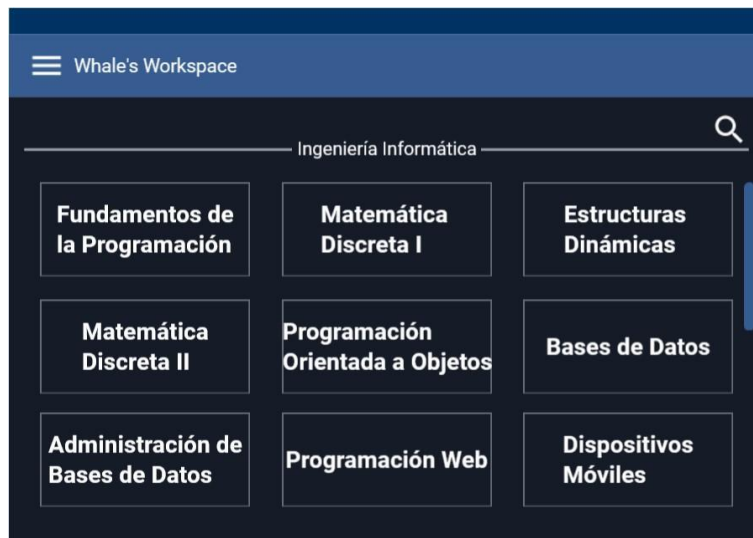 Whale's Workspace
Ingeniería Informática
Fundamentos de
la Programación
Matemática
Discreta I
Estructuras
Dinámicas
Matemática
Discreta II
Programación
Orientada a Objetos
Bases de Datos
Administración de
Bases de Datos
Programación Web
Dispositivos
Móviles